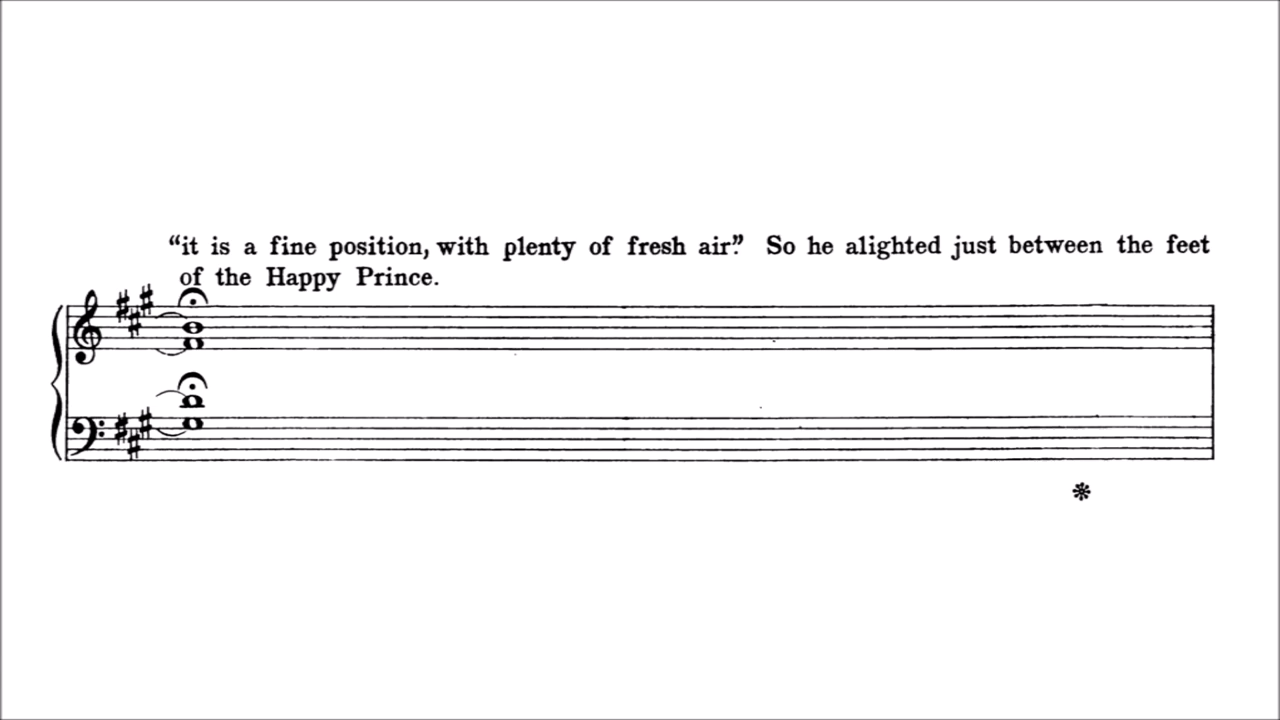 “it is a fine position, with plenty of fresh air.” So he alighted just between the feet
of the Happy Prince.